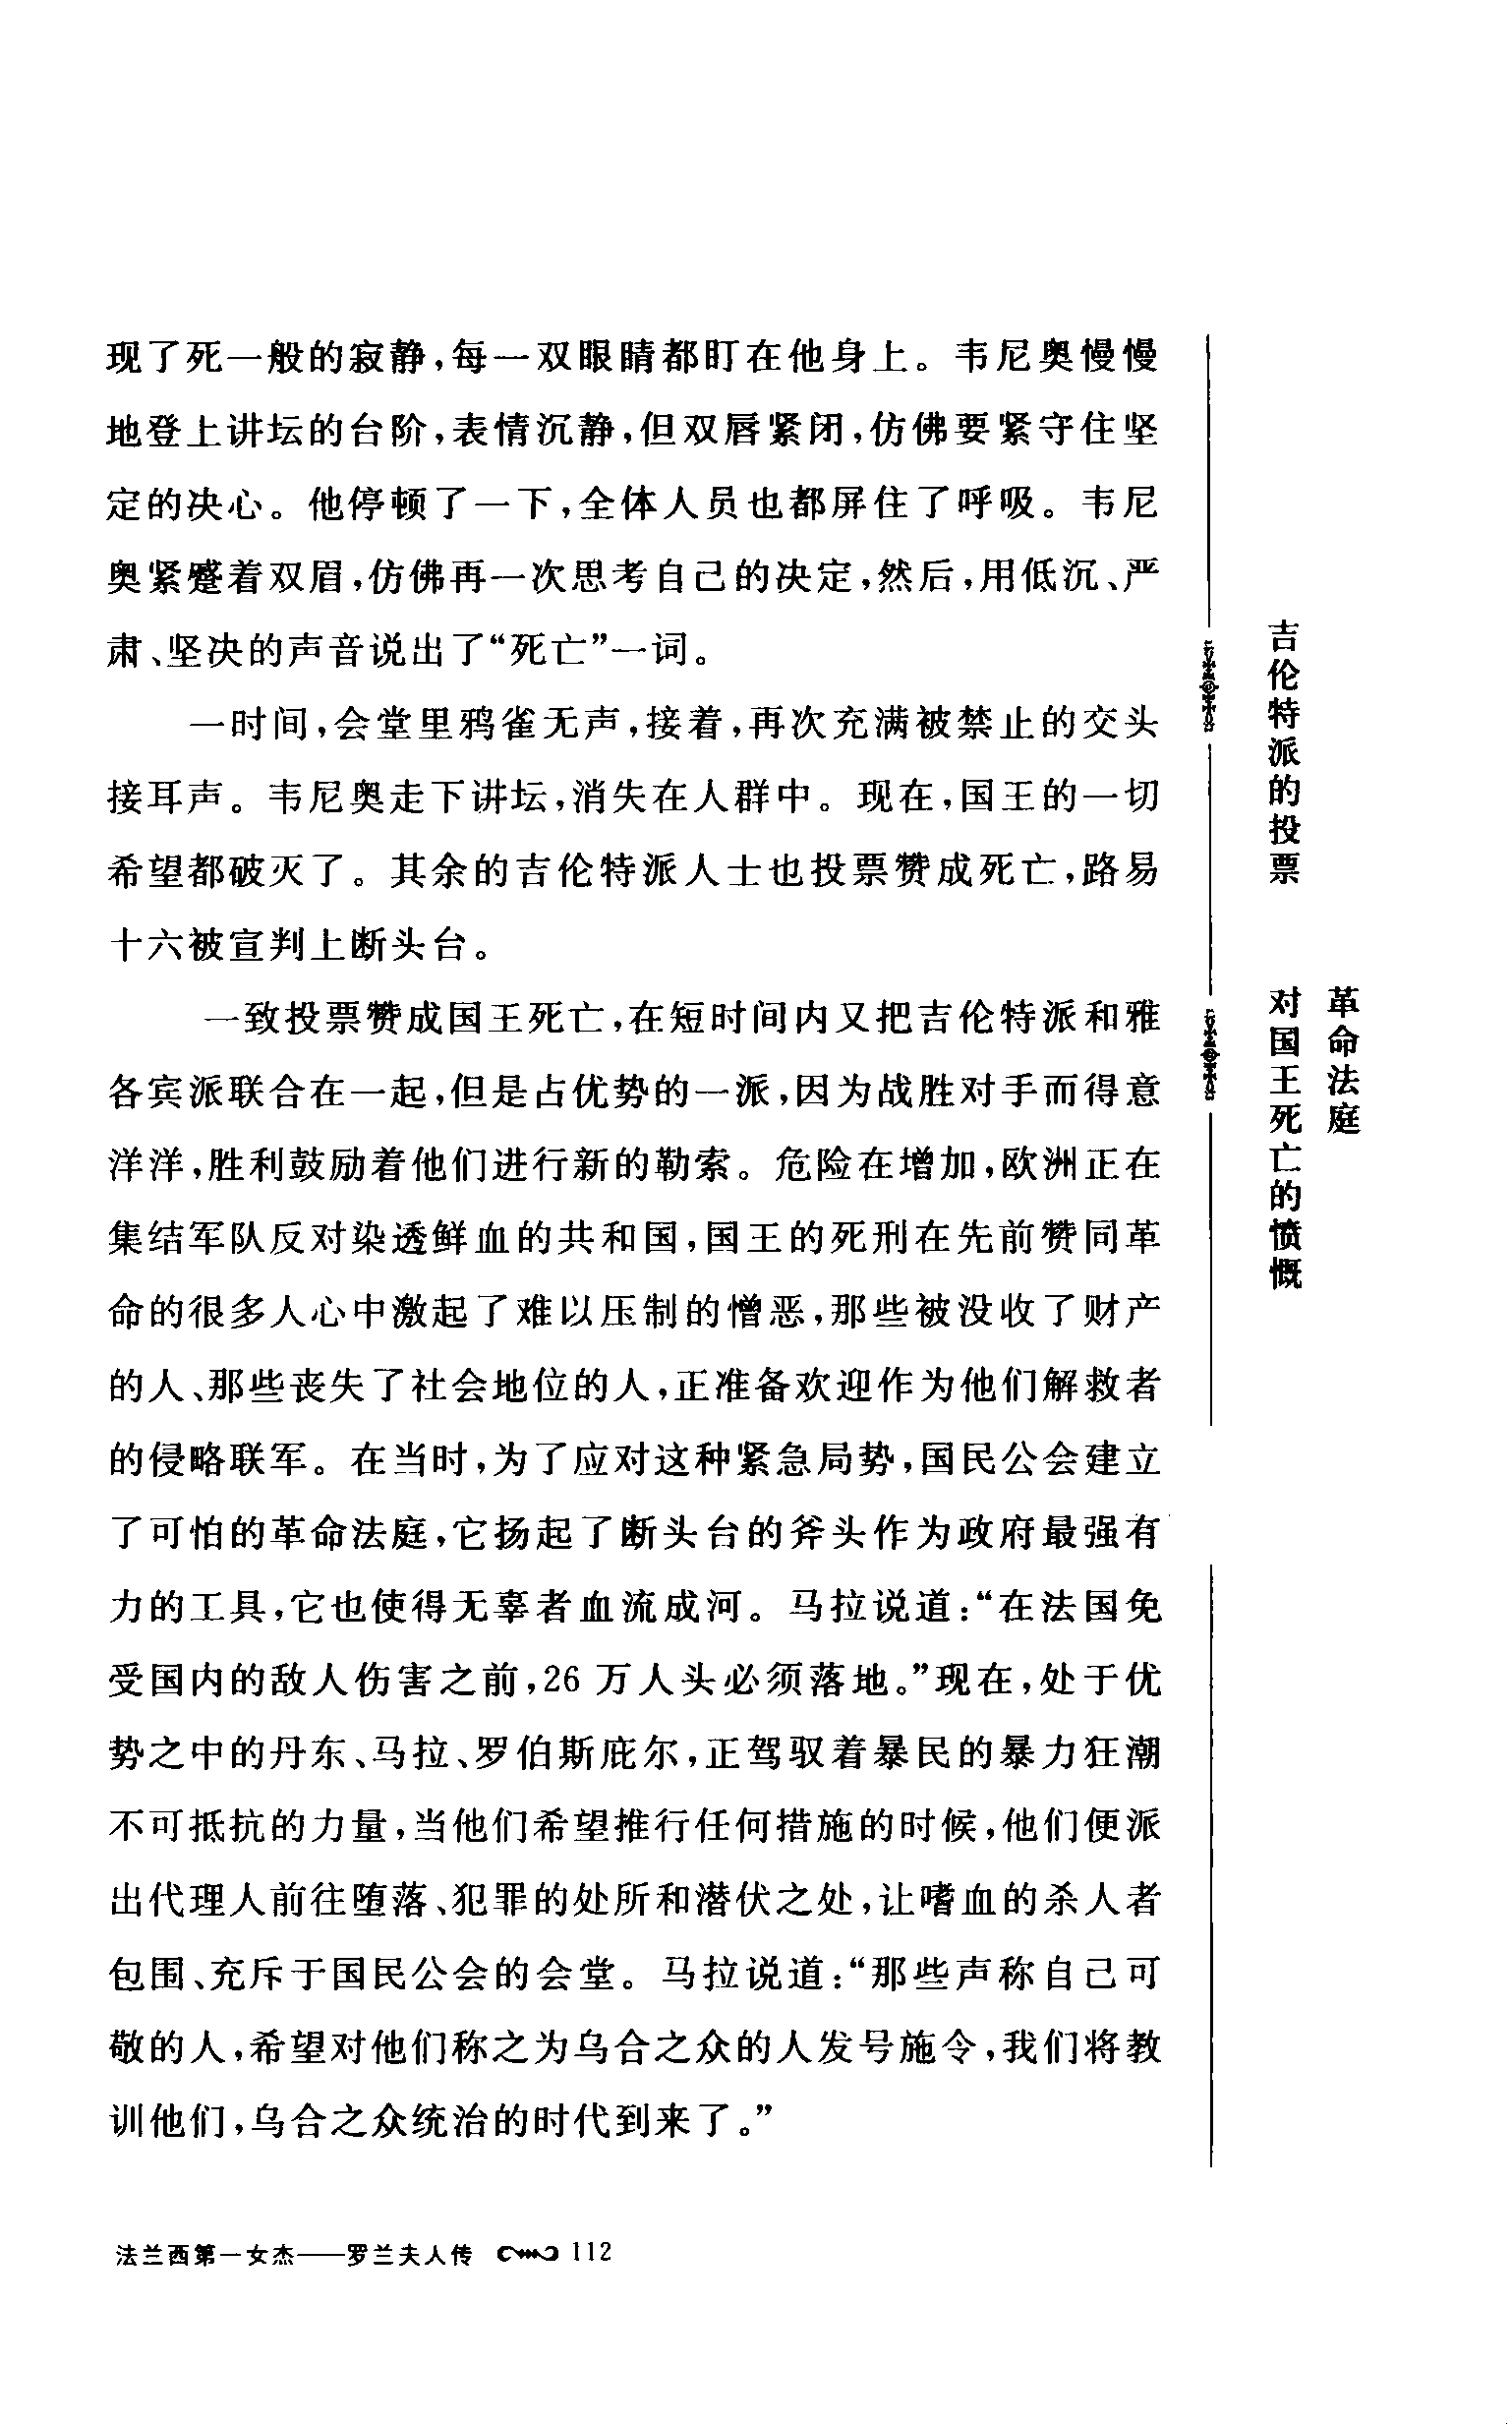 现了死一般的寂静，每一双眼睛都盯在他身上。韦尼奥慢慢
地登上讲坛的台阶，表情沉静，但双唇紧闭，仿佛要紧守住坚
定的决心。他停顿了一下，全体人员也都屏住了呼吸。韦尼
奥紧蹙着双眉，仿佛再一次思考自己的决定，然后，用低沉、严
肃、坚决的声音说出了“死亡”一词。
一时间，会堂里鸦雀无声，接着，再次充满被禁止的交头
接耳声。韦尼奥走下讲坛，消失在人群中。现在，国王的一切
希望都破灭了。其余的吉伦特派人士也投票赞成死亡，路易
十六被宣判上断头台。
一致投票赞成国王死亡，在短时间内又把吉伦特派和雅
各宾派联合在一起，但是占优势的一派，因为战胜对手而得意
洋洋，胜利鼓励着他们进行新的勒索。危险在增加，欧洲正在
集结军队反对染透鲜血的共和国，国王的死刑在先前赞同革
命的很多人心中激起了难以压制的憎恶，那些被没收了财产
的人、那些丧失了社会地位的人，正准备欢迎作为他们解救者
的侵略联军。在当时，为了应对这种紧急局势，国民公会建立
了可怕的革命法庭，它扬起了断头台的斧头作为政府最强有
力的工具，它也使得无辜者血流成河。马拉说道：“在法国免
受国内的敌人伤害之前，26 万人头必须落地。”现在，处于优
势之中的丹东、马拉、罗伯斯庇尔，正驾驭着暴民的暴力狂潮
不可抵抗的力量，当他们希望推行任何措施的时候，他们便派
出代理人前往堕落、犯罪的处所和潜伏之处，让嗜血的杀人者
包围、充斥于国民公会的会堂。马拉说道：“那些声称自己可
敬的人，希望对他们称之为乌合之众的人发号施令，我们将教
训他们，乌合之众统治的时代到来了。”
吉伦特派的投票
革命法庭
对国王死亡的愤慨
法兰西第一女杰——罗兰夫人传 112